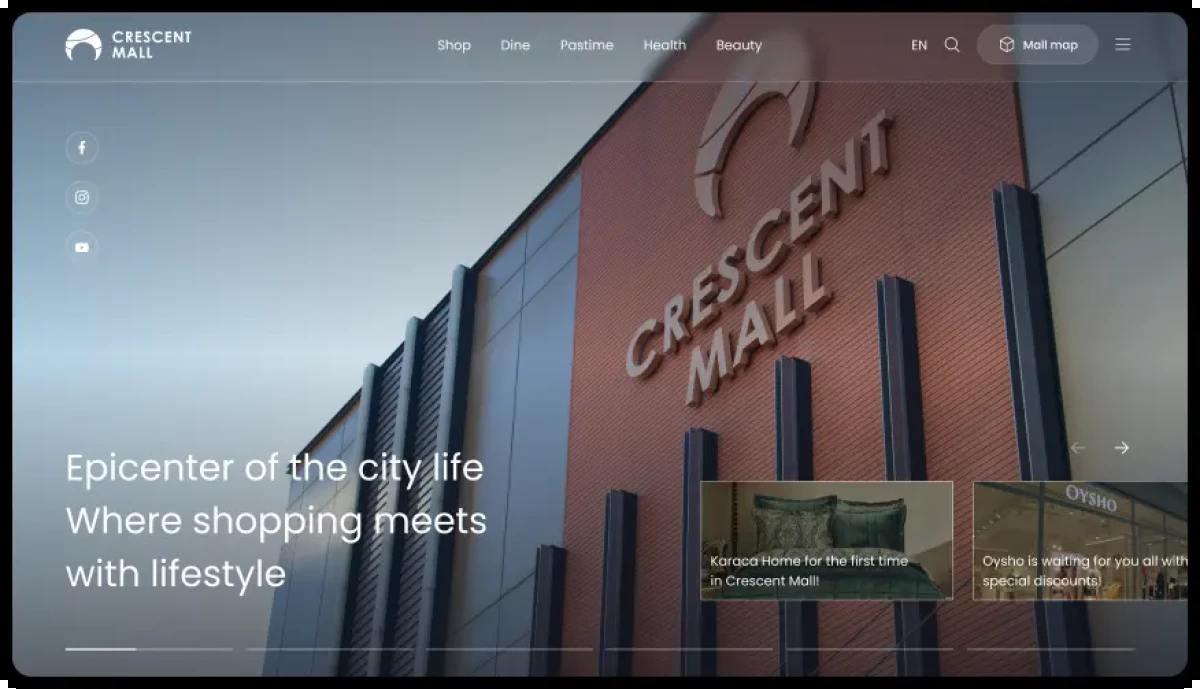 CRESCENT
MALL
Shop Dine Pastime Health Beauty
EN
Mall map
CRESCENT
MALL
Epicenter of the city life
Where shopping meets
with lifestyle
Karaca Home for the first time
in Crescent Mall!
OYSHO
Oysho is waiting for you all with
special discounts!